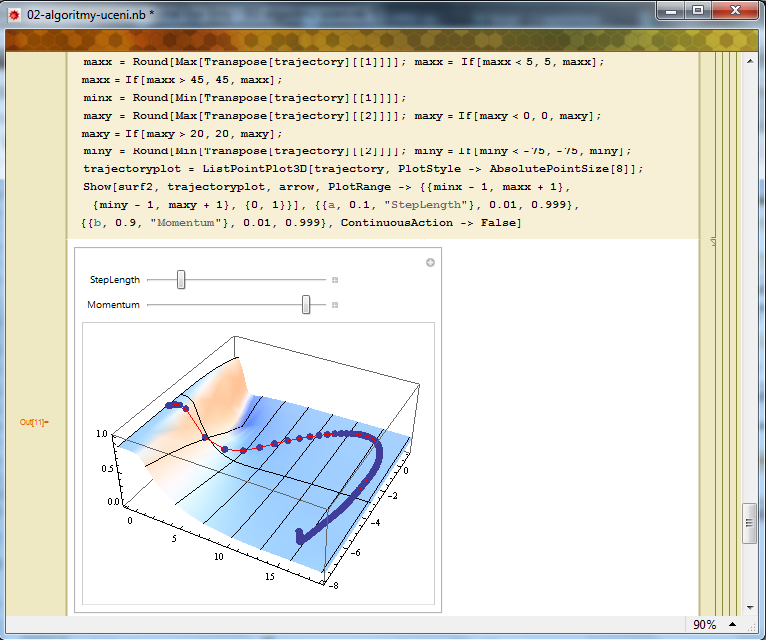 02-algoritmy-uceni.nb *
maxx = Round[Max[Transpose[trajectory][[1]]]]; maxx = If[maxx < 5, 5, maxx];
maxx = If[maxx > 45, 45, maxx];
minx = Round[Min[Transpose[trajectory][[1]]]];
maxy = Round[Max[Transpose[trajectory][[2]]]]; maxy = If[maxy < 0, 0, maxy];
maxy = If[maxy > 20, 20, maxy];
miny = Round[Min[Transpose[trajectory][[2]]]]; miny = If[miny < -75, -75, miny];
trajectoryplot = ListPointPlot3D[trajectory, PlotStyle -> AbsolutePointSize[8]];
Show[surf2, trajectoryplot, arrow, PlotRange -> {{minx - 1, maxx + 1},
{miny - 1, maxy + 1}, {0, 1}}], {{a, 0.1, "StepLength"}, 0.01, 0.999},
{{b, 0.9, "Momentum"}, 0.01, 0.999}, ContinuousAction -> False]
StepLength
Momentum
Out[11]=
1.0
0.5
0.0
0
5
10
15
0
-2
-4
-6
-8
90%